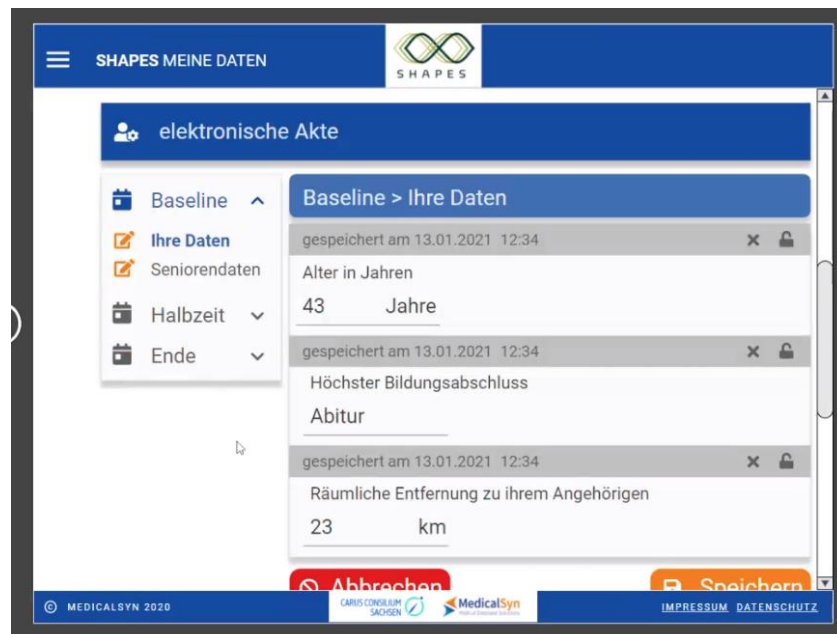 SHAPES MEINE DATEN
SHAPES
elektronische Akte
Baseline
Ihre Daten
Seniorendaten
Halbzeit
Ende
Baseline > Ihre Daten
gespeichert am 13.01.2021 12:34
Alter in Jahren
43 Jahre
gespeichert am 13.01.2021 12:34
Höchster Bildungsabschluss
Abitur
gespeichert am 13.01.2021 12:34
Räumliche Entfernung zu ihrem Angehörigen
23 km
Abbrechen
Speichern
© MEDICALSYN 2020
CARUS CONSILIUM
SACHSEN
MedicalSyn
IMPRESSUM DATENSCHUTZ